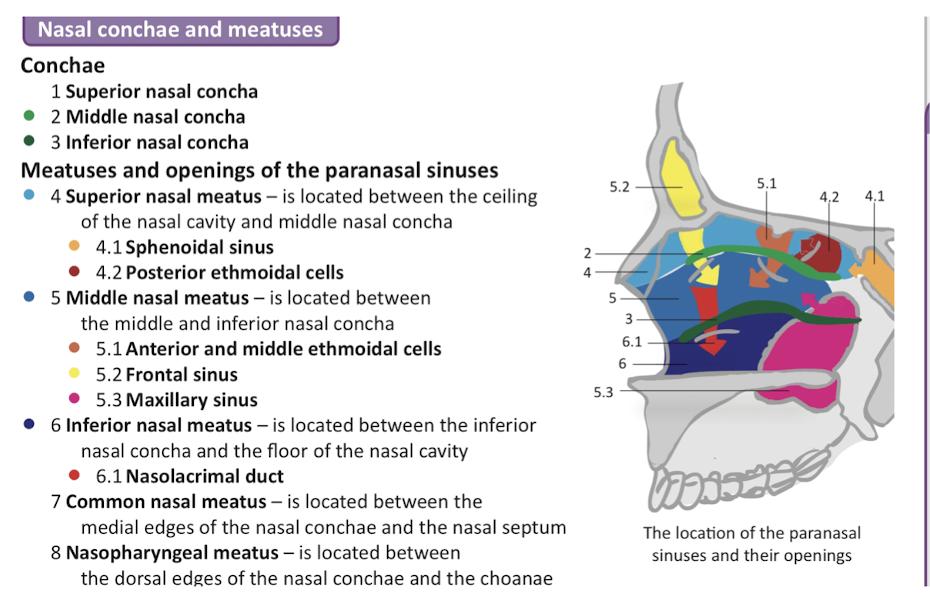 Nasal conchae and meatuses
Conchae
1 Superior nasal concha
2 Middle nasal concha
3 Inferior nasal concha
Meatuses and openings of the paranasal sinuses
4 Superior nasal meatus – is located between the ceiling
of the nasal cavity and middle nasal concha
4.1 Sphenoidal sinus
4.2 Posterior ethmoidal cells
5 Middle nasal meatus – is located between
the middle and inferior nasal concha
5.1 Anterior and middle ethmoidal cells
5.2 Frontal sinus
5.3 Maxillary sinus
6 Inferior nasal meatus – is located between the inferior
nasal concha and the floor of the nasal cavity
6.1 Nasolacrimal duct
7 Common nasal meatus – is located between the
medial edges of the nasal conchae and the nasal septum
8 Nasopharyngeal meatus – is located between
the dorsal edges of the nasal conchae and the choanae
5.2
5.1
4.2
4.1
2
4
5
3
6.1
6
5.3
The location of the paranasal
sinuses and their openings